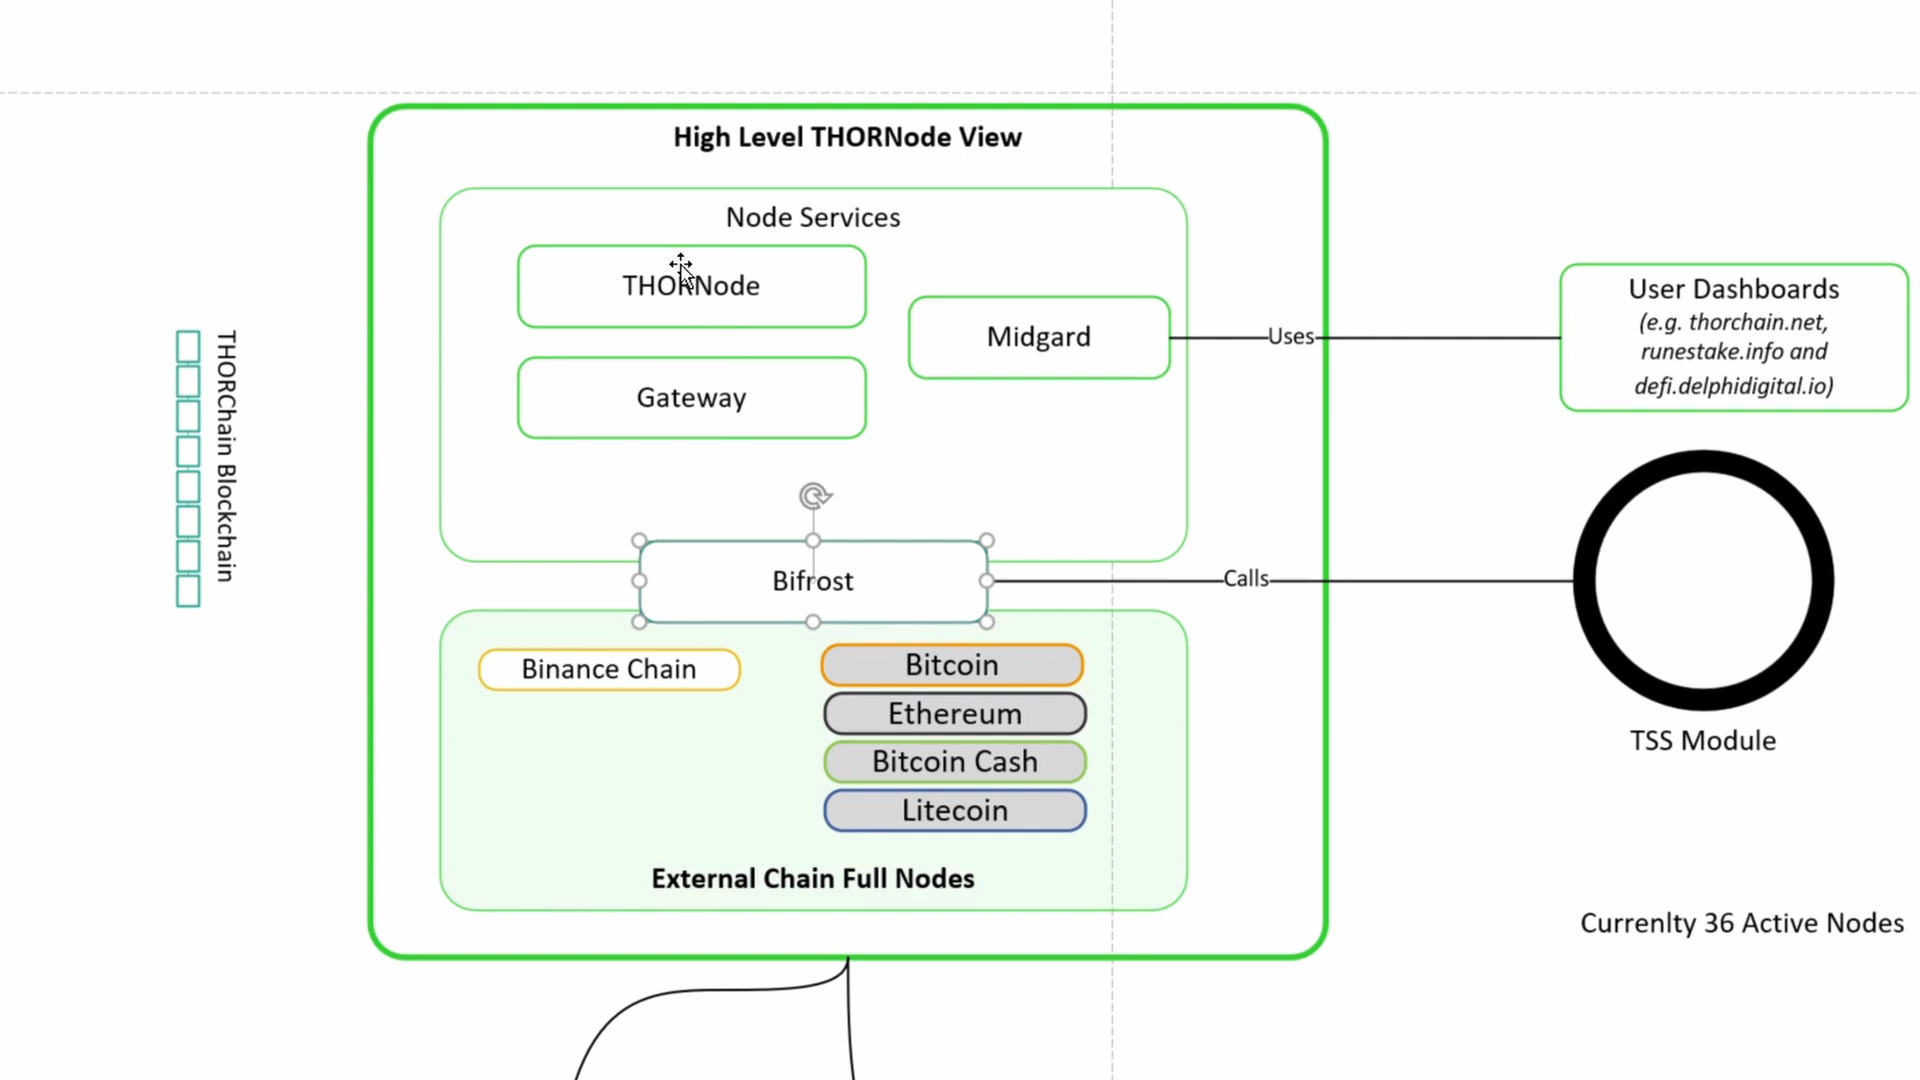 High Level THORNode View
Node Services
THORNode
Gateway
Midgard
Uses
User Dashboards
(e.g. thorchain.net,
runestake.info and
defi.delphidigital.io)
THORChain Blockchain
Bifrost
Calls
TSS Module
Binance Chain
Bitcoin
Ethereum
Bitcoin Cash
Litecoin
External Chain Full Nodes
Currenlty 36 Active Nodes